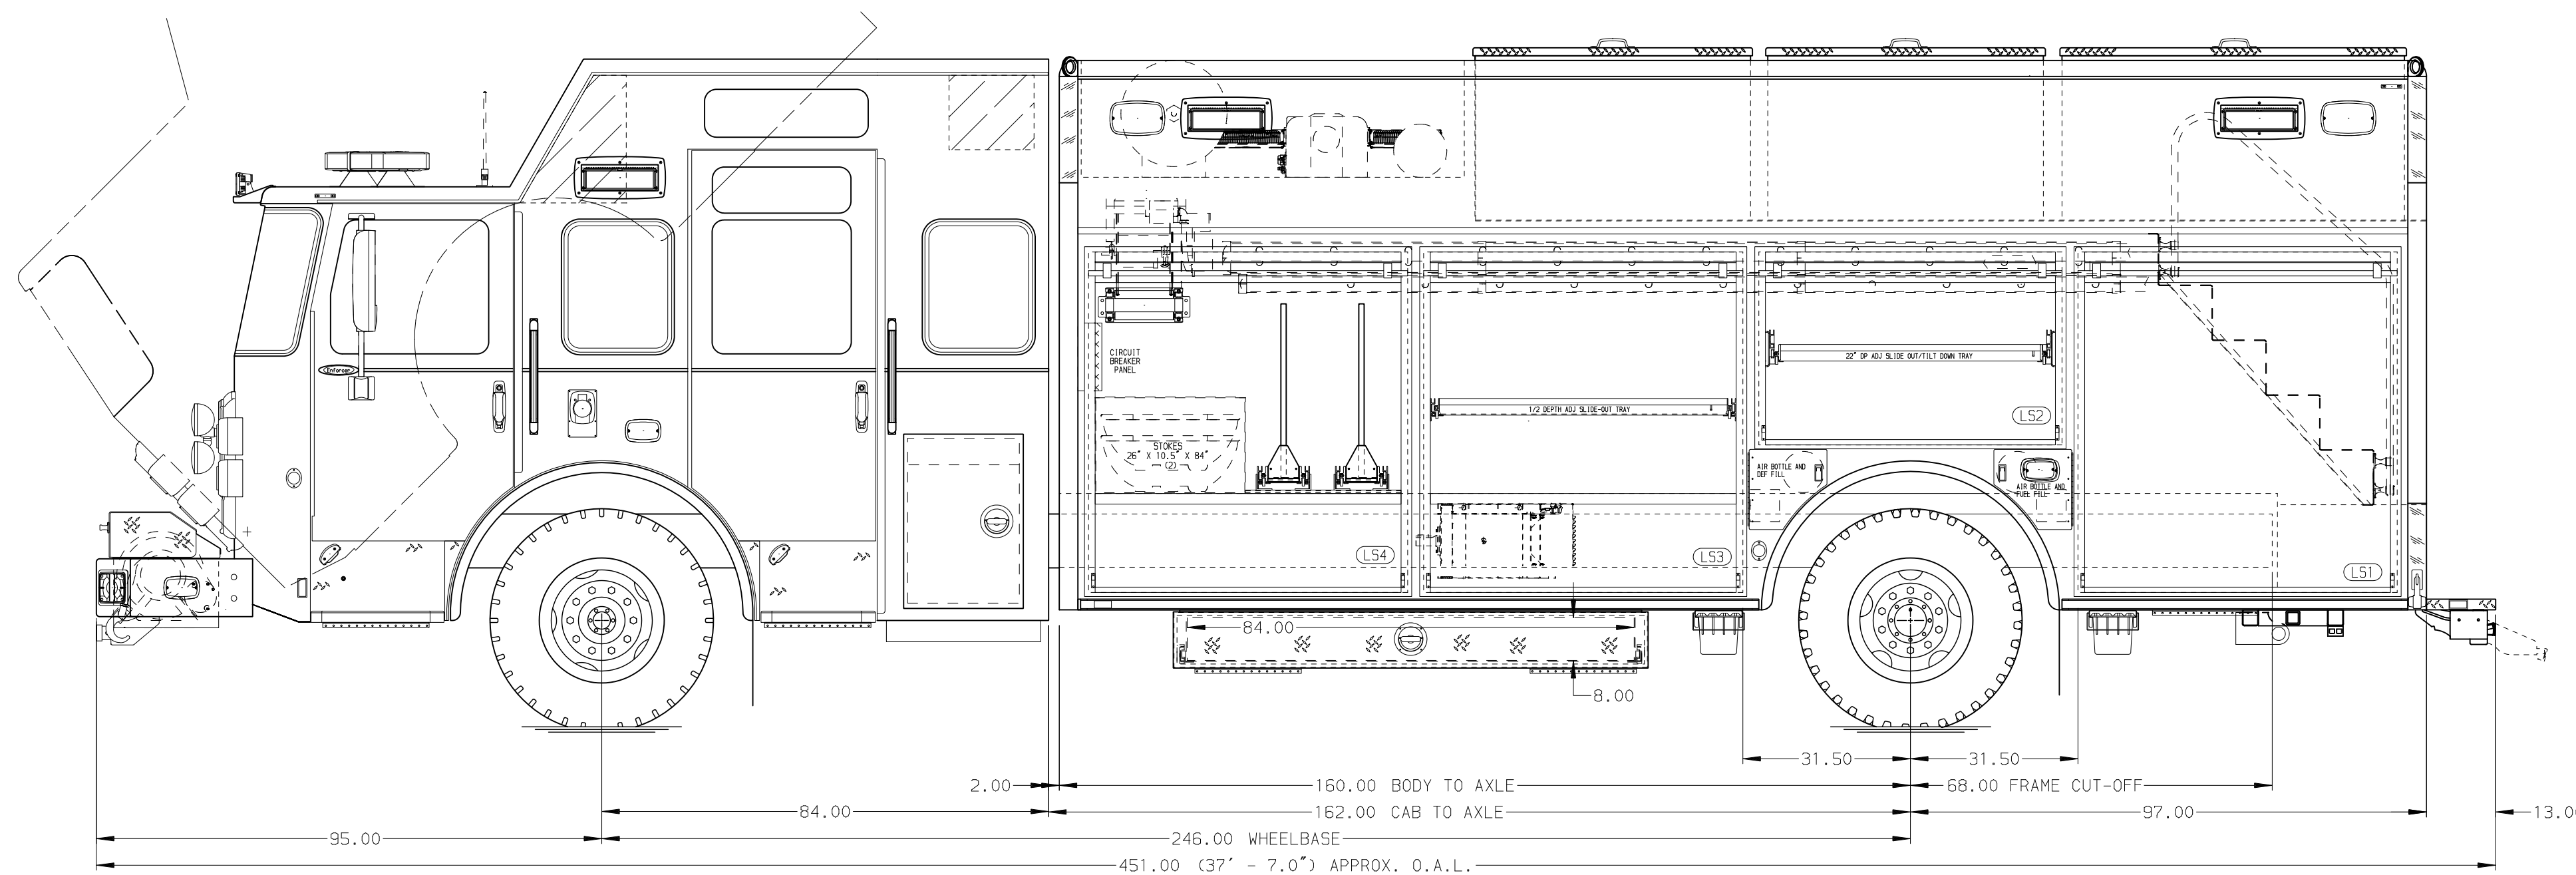 Enforcer
CIRCUIT
BREAKER
PANEL
STOKES
26" X 10.5" X 84"
(2)
LS4
1/2 DEPTH ADJ SLIDE-OUT TRAY
LS3
22" DP ADJ SLIDE OUT/TILT DOWN TRAY
LS2
AIR BOTTLE AND
DEF FILL
AIR BOTTLE AND
FUEL FILL
LS1
84.00
8.00
31.50
31.50
2.00
160.00 BODY TO AXLE
68.00 FRAME CUT-OFF
84.00
162.00 CAB TO AXLE
97.00
13.00
95.00
246.00 WHEELBASE
451.00 (37' - 7.0") APPROX. O.A.L.